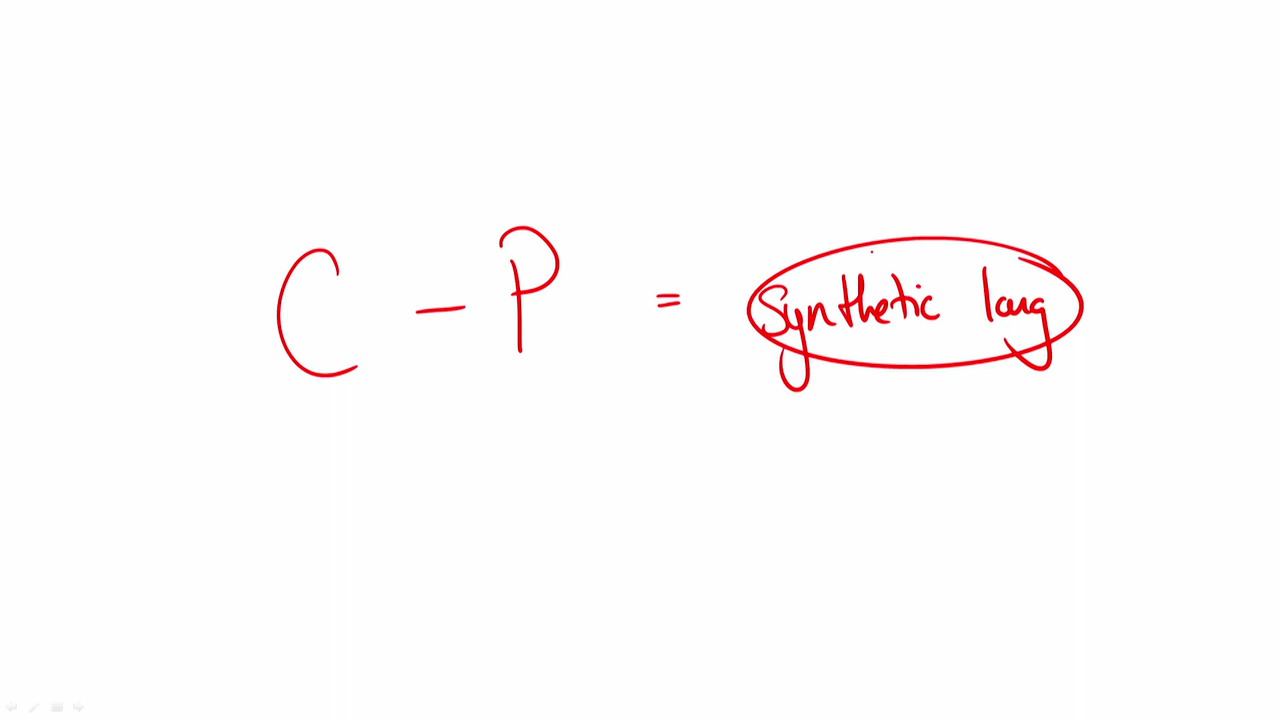 C - P = Synthetic long